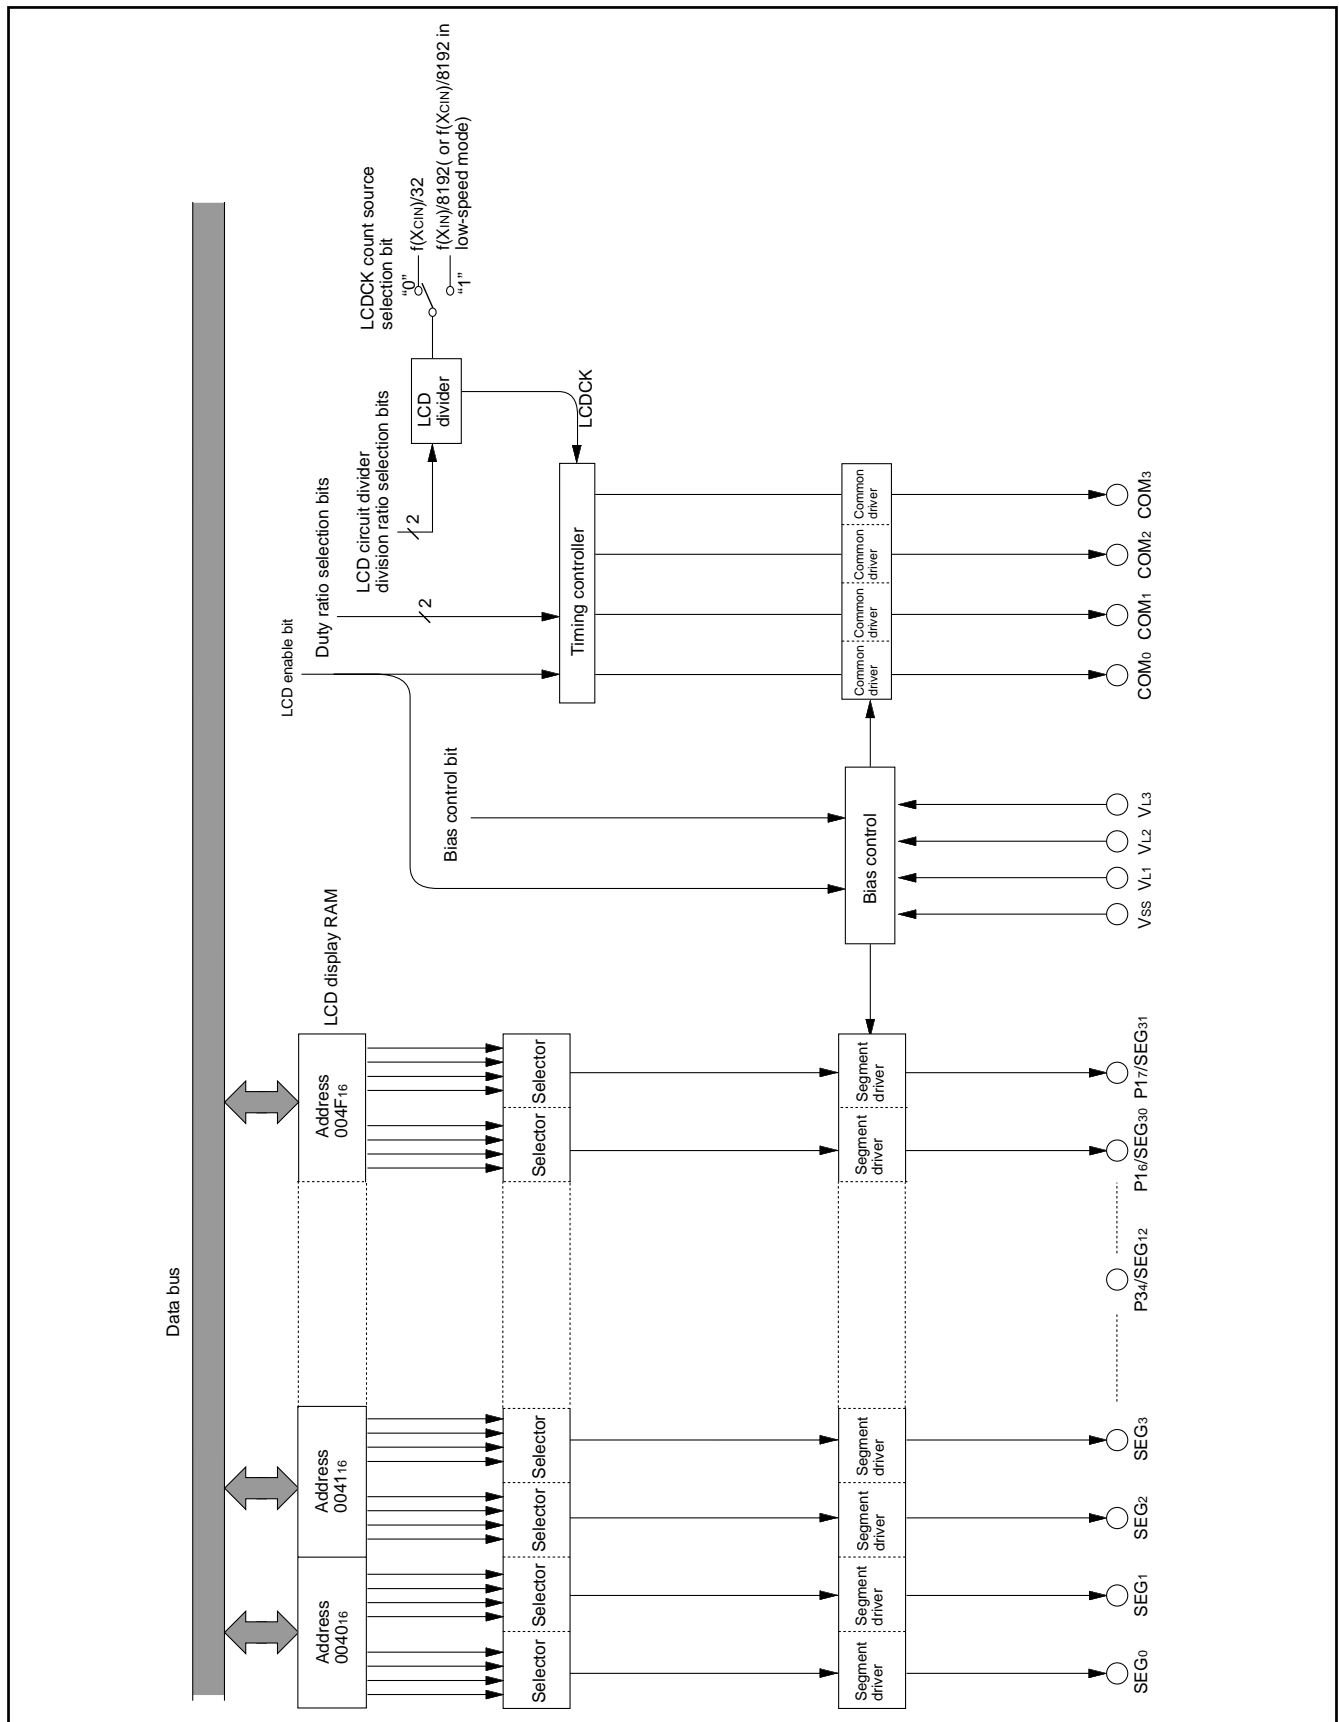 Data bus
Address
0040₁₆
Address
0041₁₆
Address
004F₁₆
LCD display RAM
LCD enable bit
Duty ratio selection bits
2
LCD circuit divider
division ratio selection bits
2
LCDCK count source
selection bit
“0”
“1”
f(XCIN)/32
f(XIN)/8192( or f(XCIN)/8192 in
low-speed mode)
LCD
divider
LCDCK
Bias control bit
Timing controller
Selector
Selector
Selector
Selector
Selector
Selector
Segment
driver
Segment
driver
Segment
driver
Segment
driver
Segment
driver
Segment
driver
Bias control
Common
driver
Common
driver
Common
driver
Common
driver
SEG0
SEG1
SEG2
SEG3
P34/SEG12
P16/SEG30
P17/SEG31
VSS
VL1
VL2
VL3
COM0
COM1
COM2
COM3